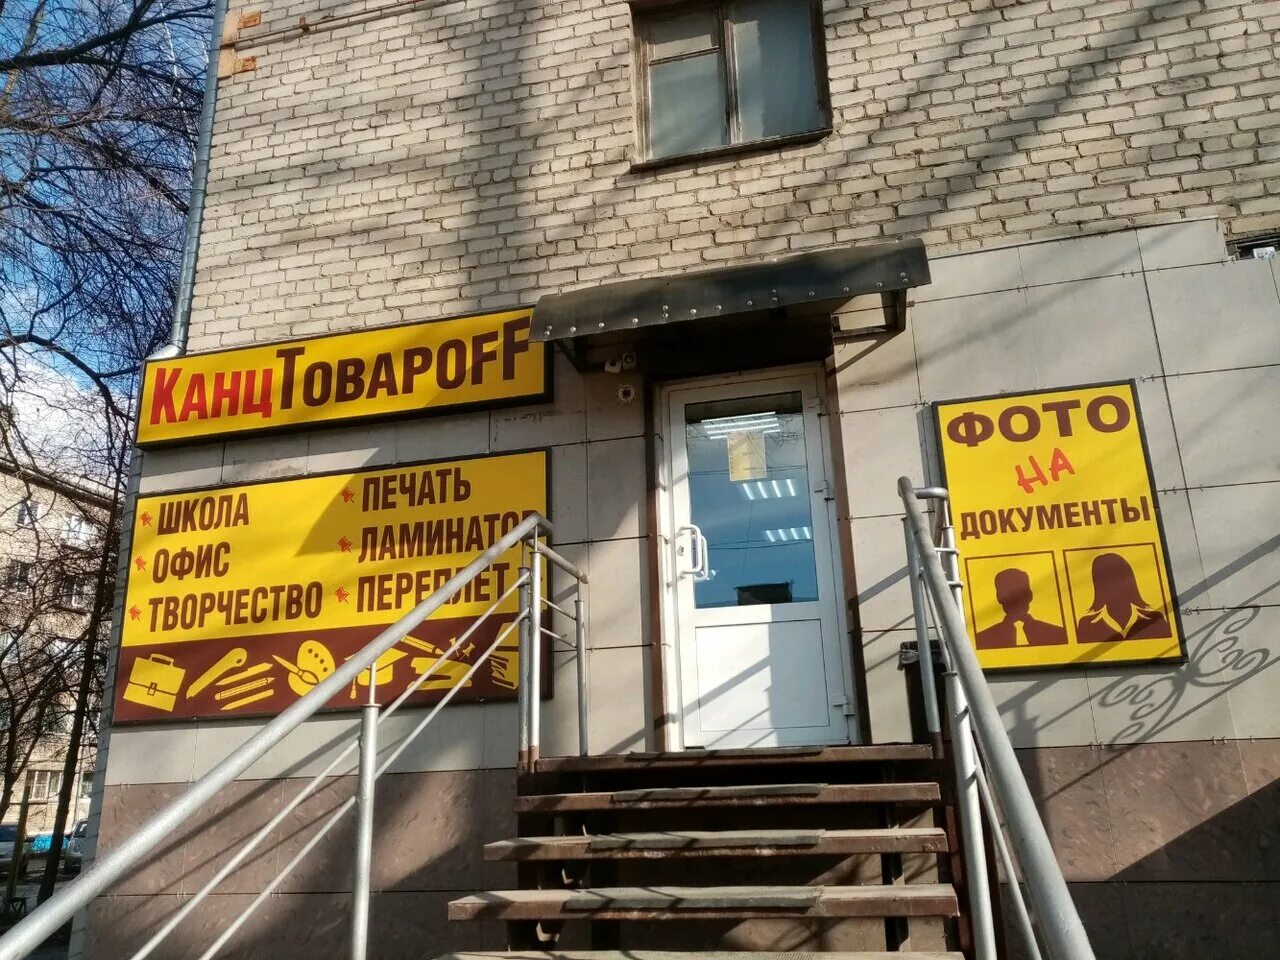 КанцТовароFF
ШКОЛА
ОФИС
ТВОРЧЕСТВО
ПЕЧАТЬ
ЛАМИНАТОР
ПЕРЕПЛЕТ
ФОТО
НА
ДОКУМЕНТЫ